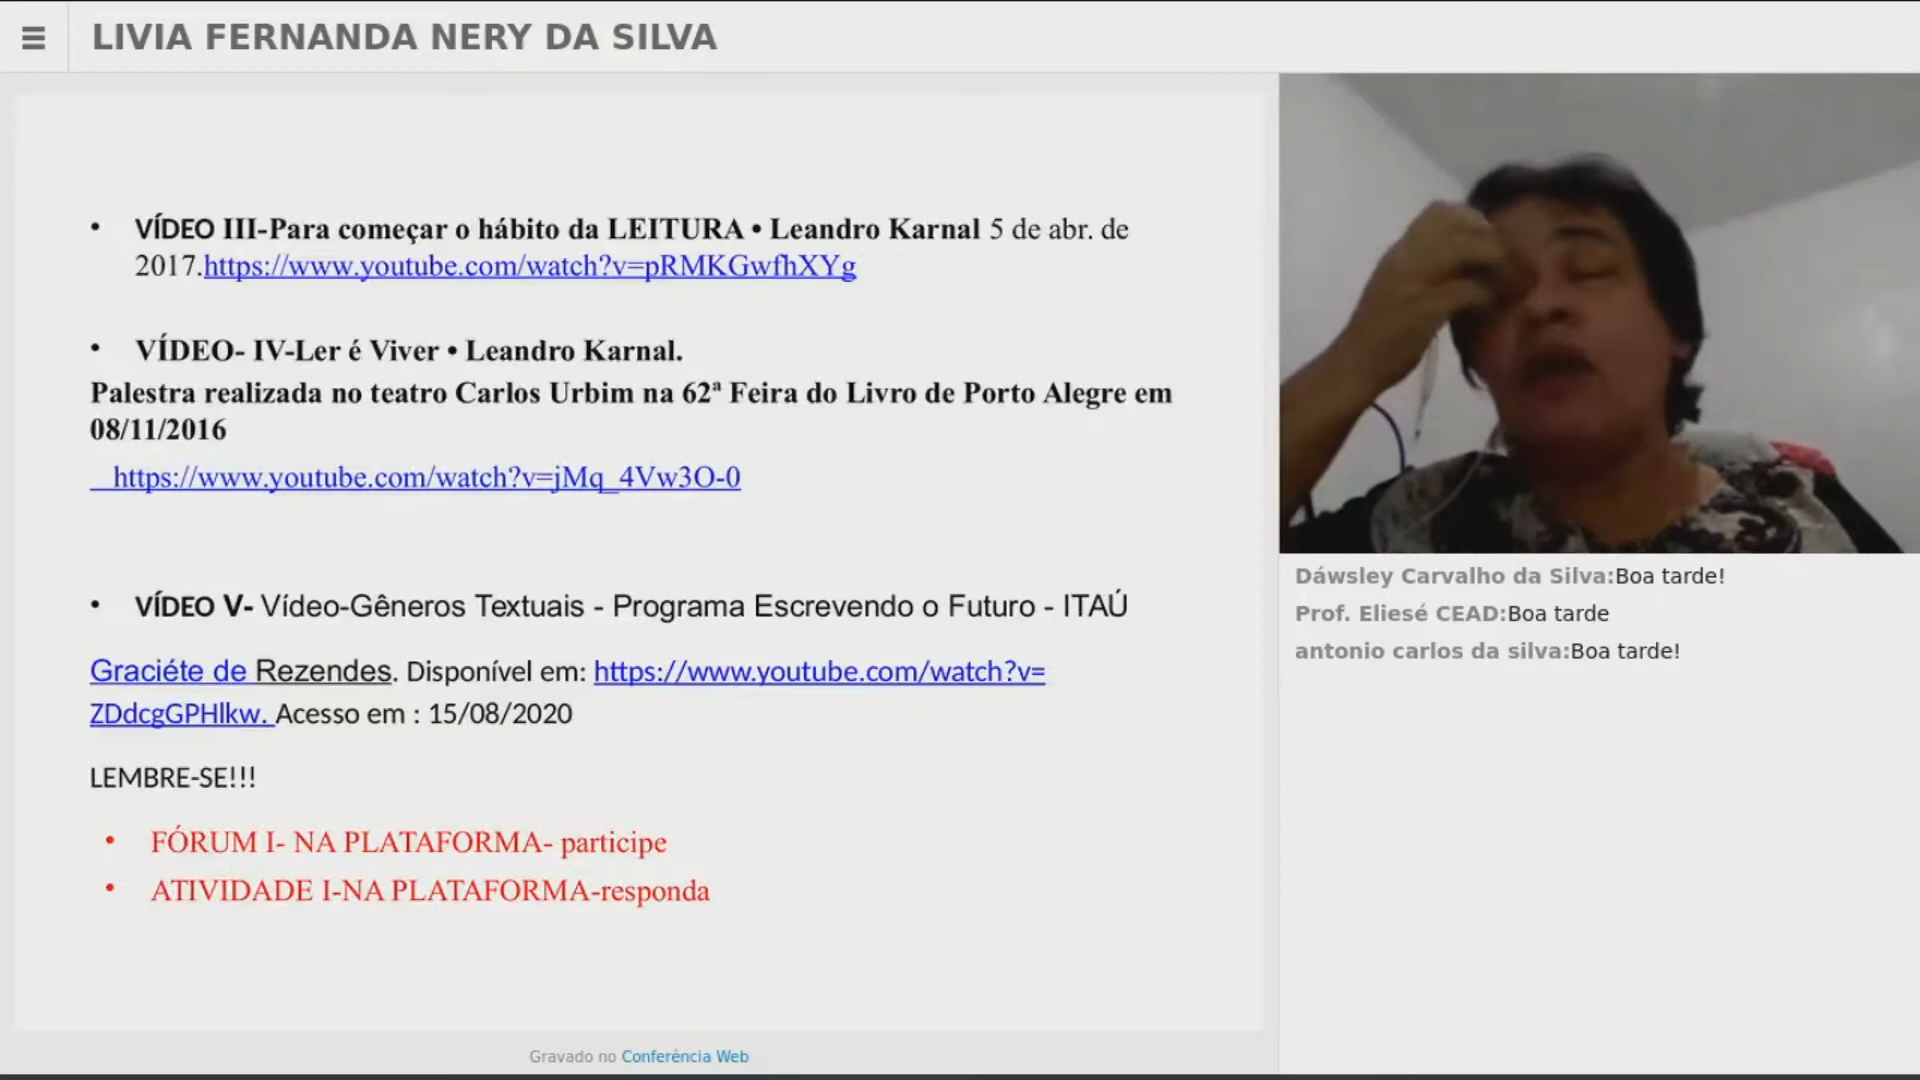 LIVIA FERNANDA NERY DA SILVA
• VÍDEO III-Para começar o hábito da LEITURA • Leandro Karnal 5 de abr. de
2017.https://www.youtube.com/watch?v=pRMKGwfhXYg
• VÍDEO- IV-Ler é Viver • Leandro Karnal.
Palestra realizada no teatro Carlos Urbim na 62ª Feira do Livro de Porto Alegre em
08/11/2016
https://www.youtube.com/watch?v=jMq_4Vw3O-0
• VÍDEO V- Vídeo-Gêneros Textuais - Programa Escrevendo o Futuro - ITAÚ
Graciéte de Rezendes. Disponível em: https://www.youtube.com/watch?v=
ZDdcgGPHlkw. Acesso em : 15/08/2020
LEMBRE-SE!!!
• FÓRUM I- NA PLATAFORMA- participe
• ATIVIDADE I-NA PLATAFORMA-responda
Gravado no Conferência Web
Dáwsley Carvalho da Silva:Boa tarde!
Prof. Eliesé CEAD:Boa tarde
antonio carlos da silva:Boa tarde!